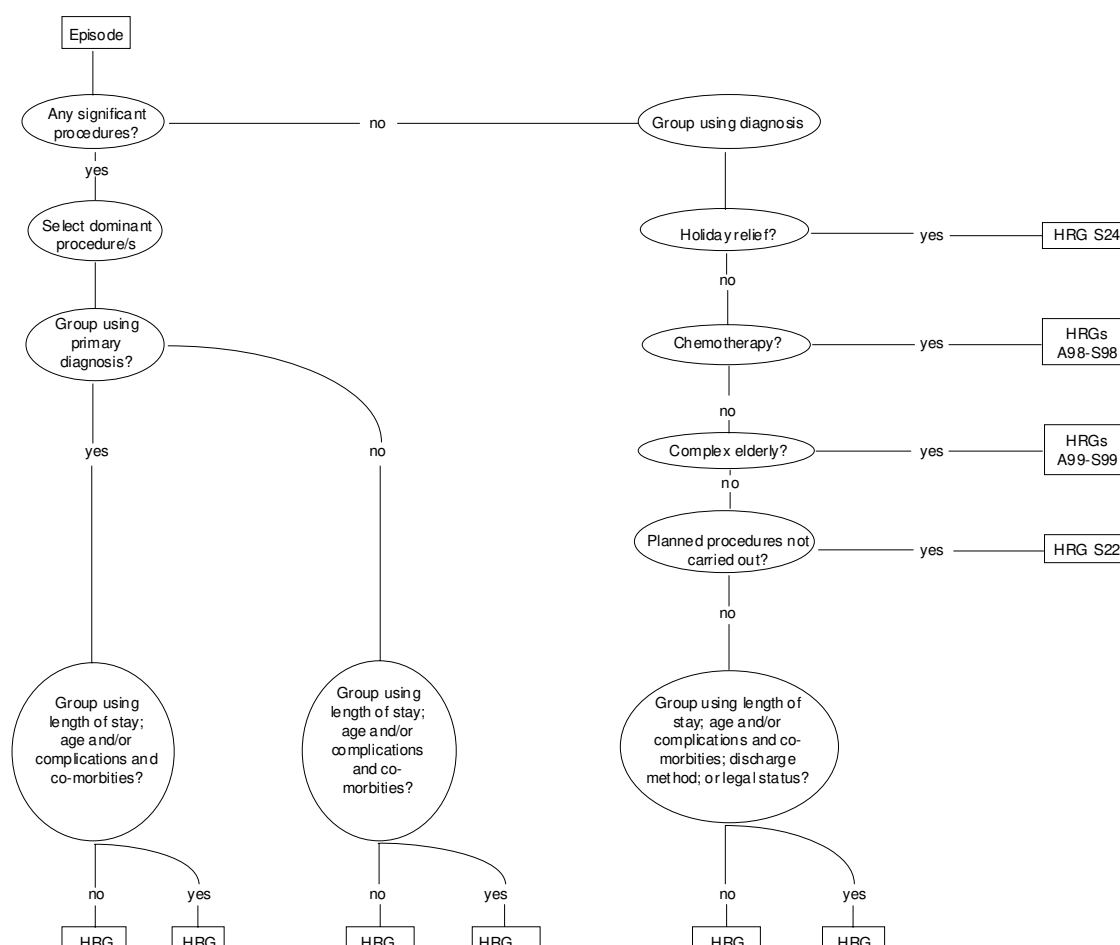 Episode
Any significant
procedures?
no
Group using diagnosis
yes
Select dominant
procedure/s
Holiday relief?
yes
HRG S24
no
Group using
primary
diagnosis?
Chemotherapy?
yes
HRGs
A98-S98
no
yes
no
Complex elderly?
yes
HRGs
A99-S99
no
Planned procedures not
carried out?
yes
HRG S22
no
Group using
length of stay;
age and/or
complications and
co-morbities?
Group using
length of stay;
age and/or
complications
and co-
morbities?
Group using length of
stay; age and/or
complications and co-
morbities; discharge
method; or legal status?
no
yes
no
yes
no
yes
HRG
HRG
HRG
HRG
HRG
HRG